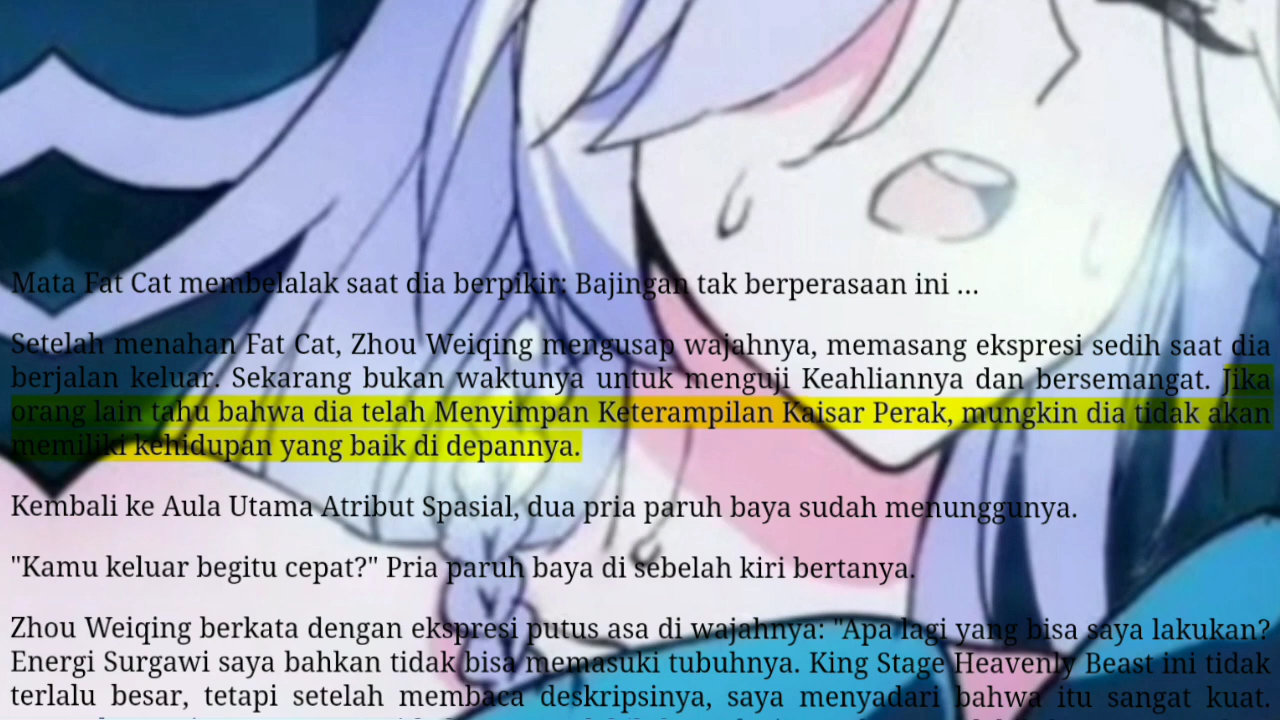 Mata Fat Cat membelalak saat dia berpikir: Bajingan tak berperasaan ini ...
Setelah menahan Fat Cat, Zhou Weiqing mengusap wajahnya, memasang ekspresi sedih saat dia
berjalan keluar. Sekarang bukan waktunya untuk menguji Keahliannya dan bersemangat. Jika
orang lain tahu bahwa dia telah Menyimpan Keterampilan Kaisar Perak, mungkin dia tidak akan
memiliki kehidupan yang baik di depannya.
Kembali ke Aula Utama Atribut Spasial, dua pria paruh baya sudah menunggunya.
"Kamu keluar begitu cepat?" Pria paruh baya di sebelah kiri bertanya.
Zhou Weiqing berkata dengan ekspresi putus asa di wajahnya: "Apa lagi yang bisa saya lakukan?
Energi Surgawi saya bahkan tidak bisa memasuki tubuhnya. King Stage Heavenly Beast ini tidak
terlalu besar, tetapi setelah membaca deskripsinya, saya menyadari bahwa itu sangat kuat.